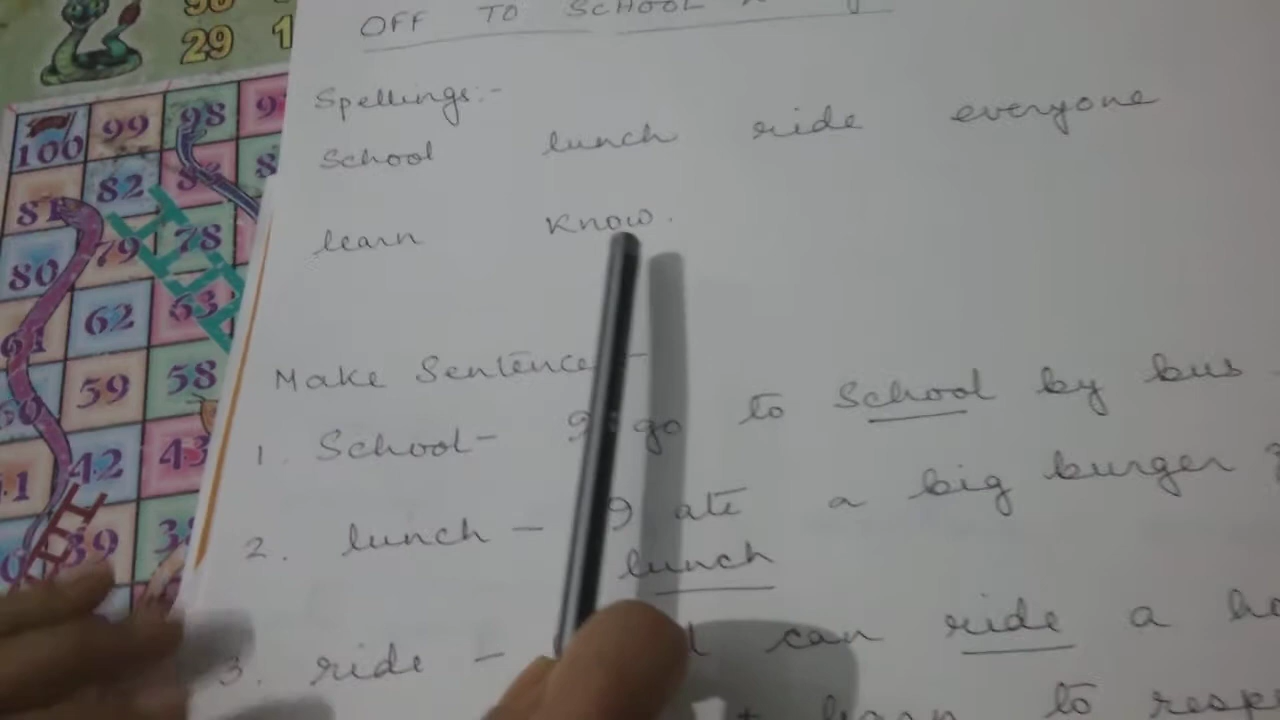 OFF TO SCHOOL
Spellings:-
School lunch ride everyone
learn know.
Make Sentence -
1. School- I go to School by bus.
2. lunch - I ate a big burger
lunch
3. ride - I can ride a
learn to
29
100 99 98
81 82
80 79 78
62 63
59 58
42 43
39